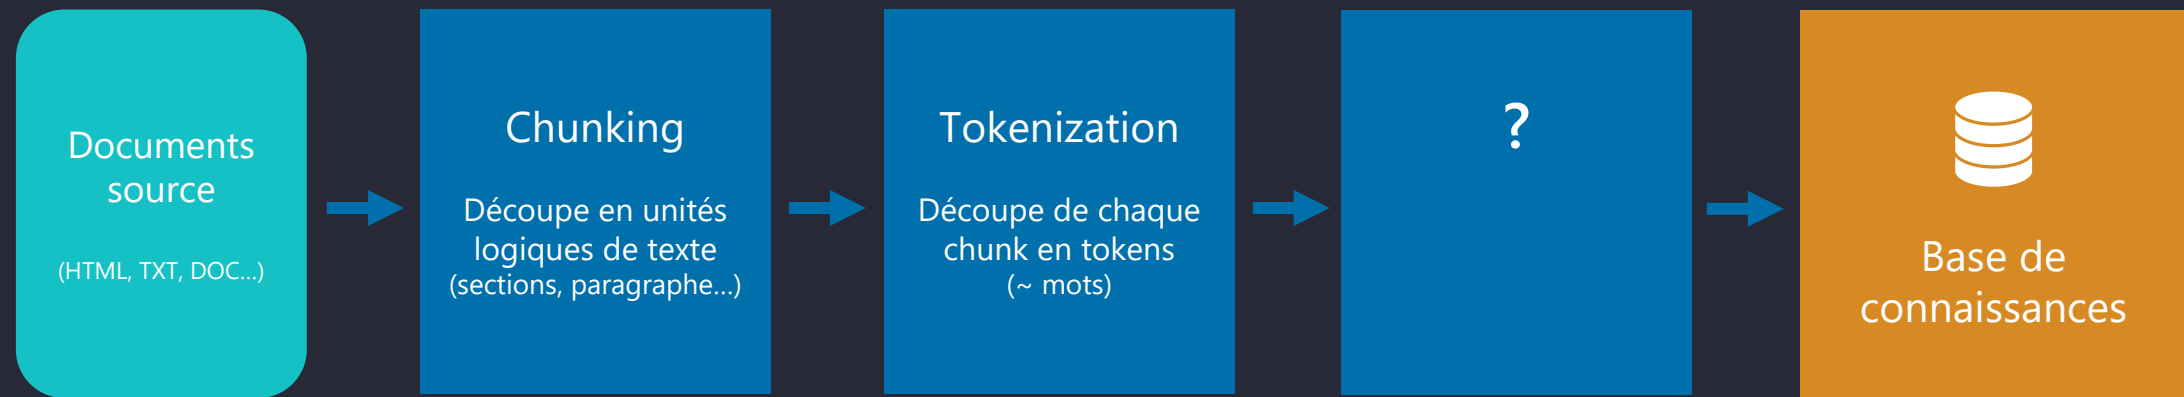 Documents
source
(HTML, TXT, DOC...)
Chunking
Découpe en unités
logiques de texte
(sections, paragraphe...)
Tokenization
Découpe de chaque
chunk en tokens
(~ mots)
?
Base de
connaissances